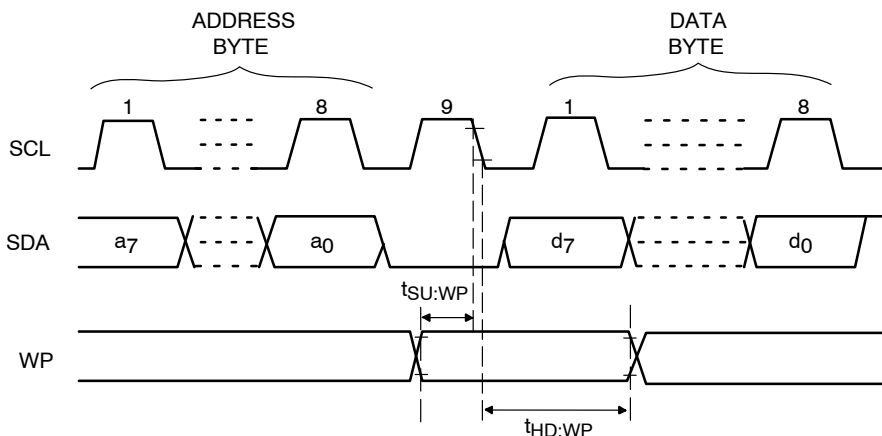 ADDRESS
BYTE
DATA
BYTE
1
8
9
1
8
SCL
SDA
a7
a0
d7
d0
tSU:WP
WP
tHD:WP